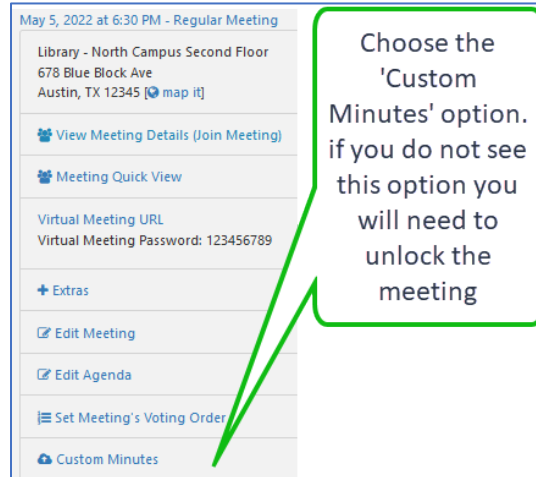 May 5, 2022 at 6:30 PM - Regular Meeting
Library - North Campus Second Floor
678 Blue Block Ave
Austin, TX 12345 [map it]
View Meeting Details (Join Meeting)
Meeting Quick View
Virtual Meeting URL
Virtual Meeting Password: 123456789
Extras
Edit Meeting
Edit Agenda
Set Meeting's Voting Order
Custom Minutes
Choose the
'Custom
Minutes' option.
if you do not see
this option you
will need to
unlock the
meeting